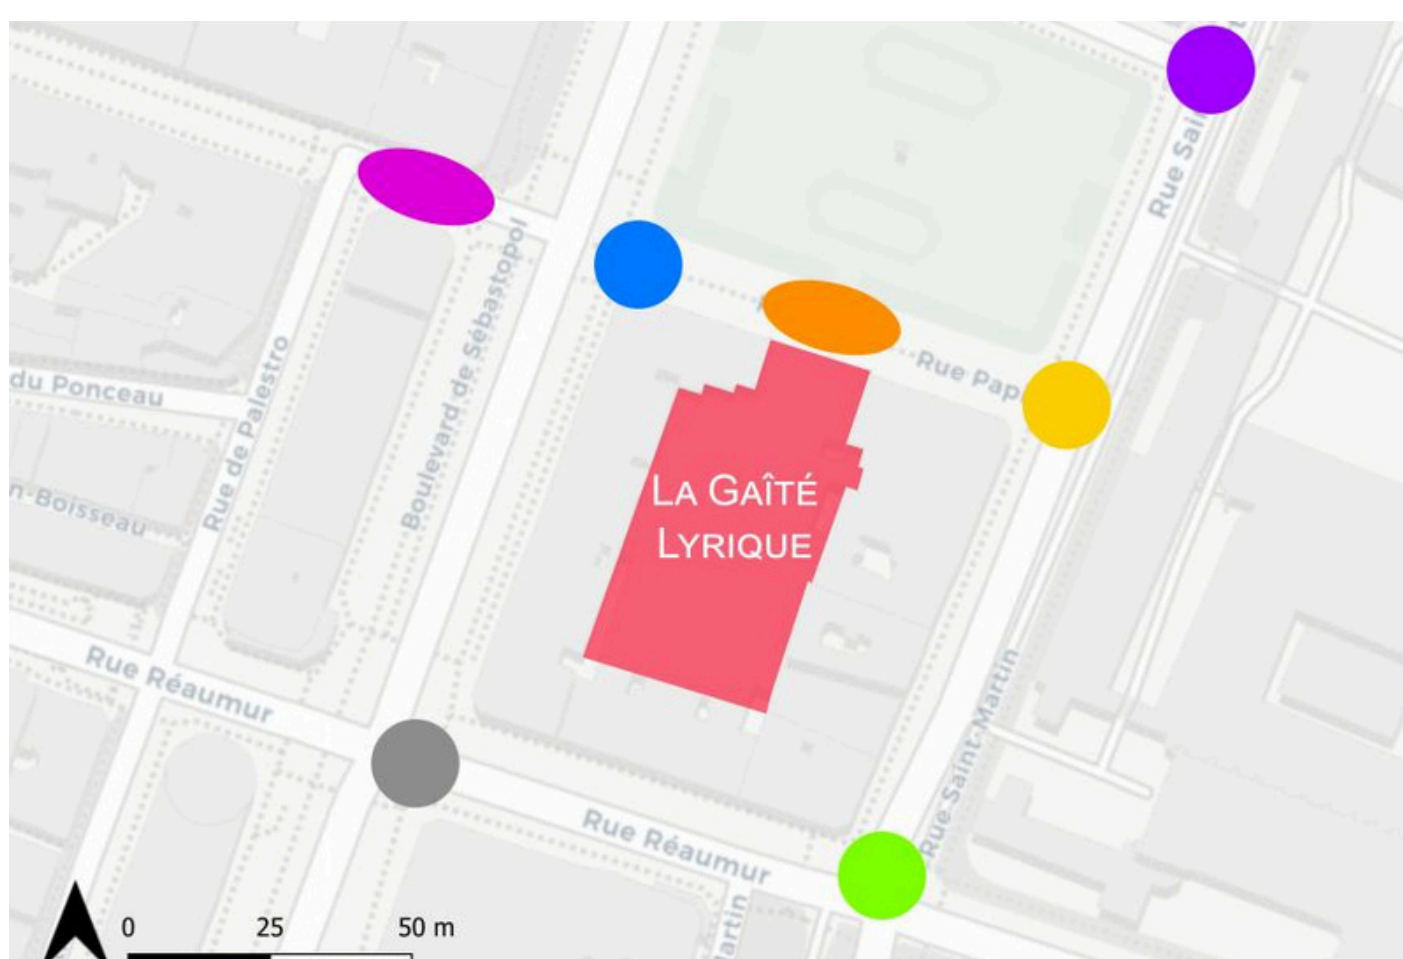 Rue Sai
Boulevard de Sébastopol
Rue de Palestro
du Ponceau
n-Boisseau
Rue Pap
LA GAÎTÉ
LYRIQUE
Rue Réaumur
Rue Saint-Martin
Rue Réaumur
artin
0 25 50 m